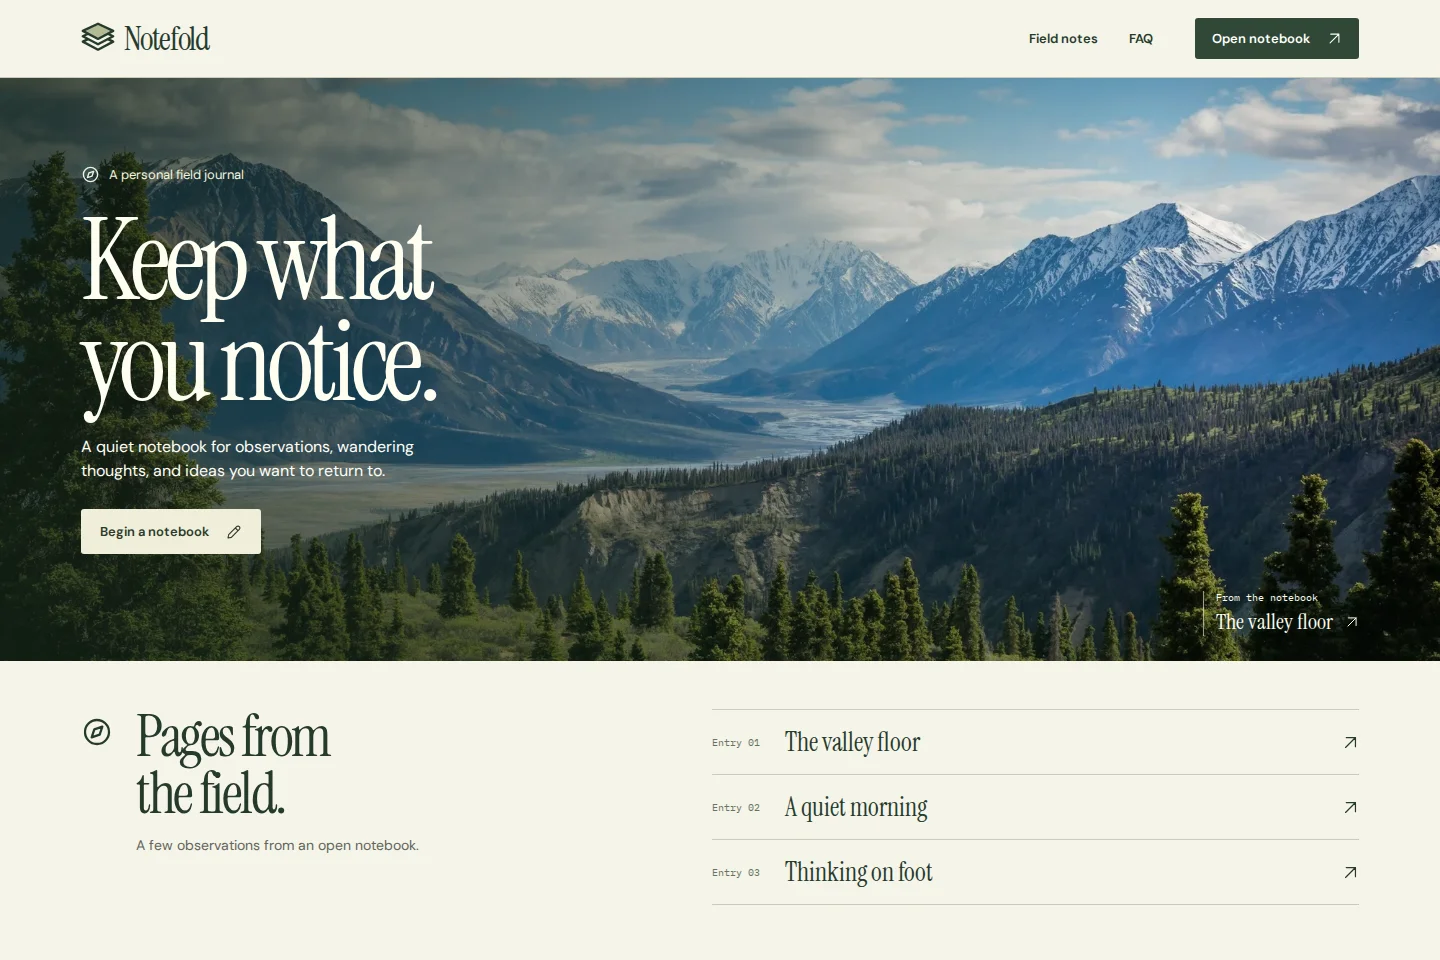 Notefold
Field notes
FAQ
Open notebook
A personal field journal
Keep what
you notice.
A quiet notebook for observations, wandering
thoughts, and ideas you want to return to.
Begin a notebook
From the notebook
The valley floor
Pages from
the field.
A few observations from an open notebook.
Entry 01
The valley floor
Entry 02
A quiet morning
Entry 03
Thinking on foot